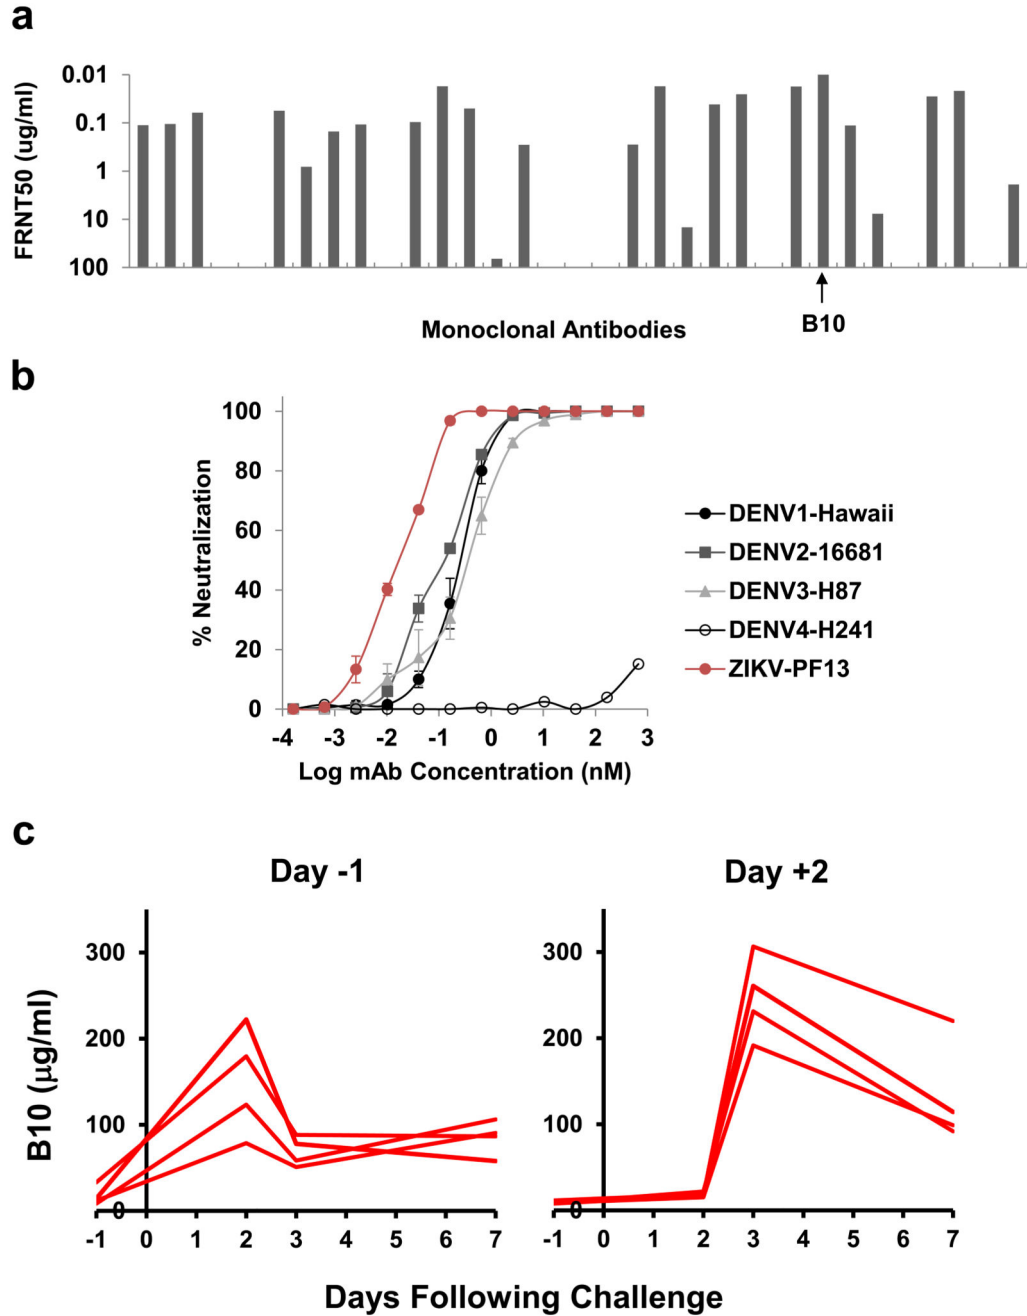 a
FRNT50 (ug/ml)
0.01
0.1
1
10
100
Monoclonal Antibodies
B10
b
% Neutralization
100
80
60
40
20
0
-4 -3 -2 -1 0 1 2 3
Log mAb Concentration (nM)
DENV1-Hawaii
DENV2-16681
DENV3-H87
DENV4-H241
ZIKV-PF13
c
Day -1
B10 (μg/ml)
300
200
100
0
-1 0 1 2 3 4 5 6 7
Day +2
300
200
100
0
-1 0 1 2 3 4 5 6 7
Days Following Challenge